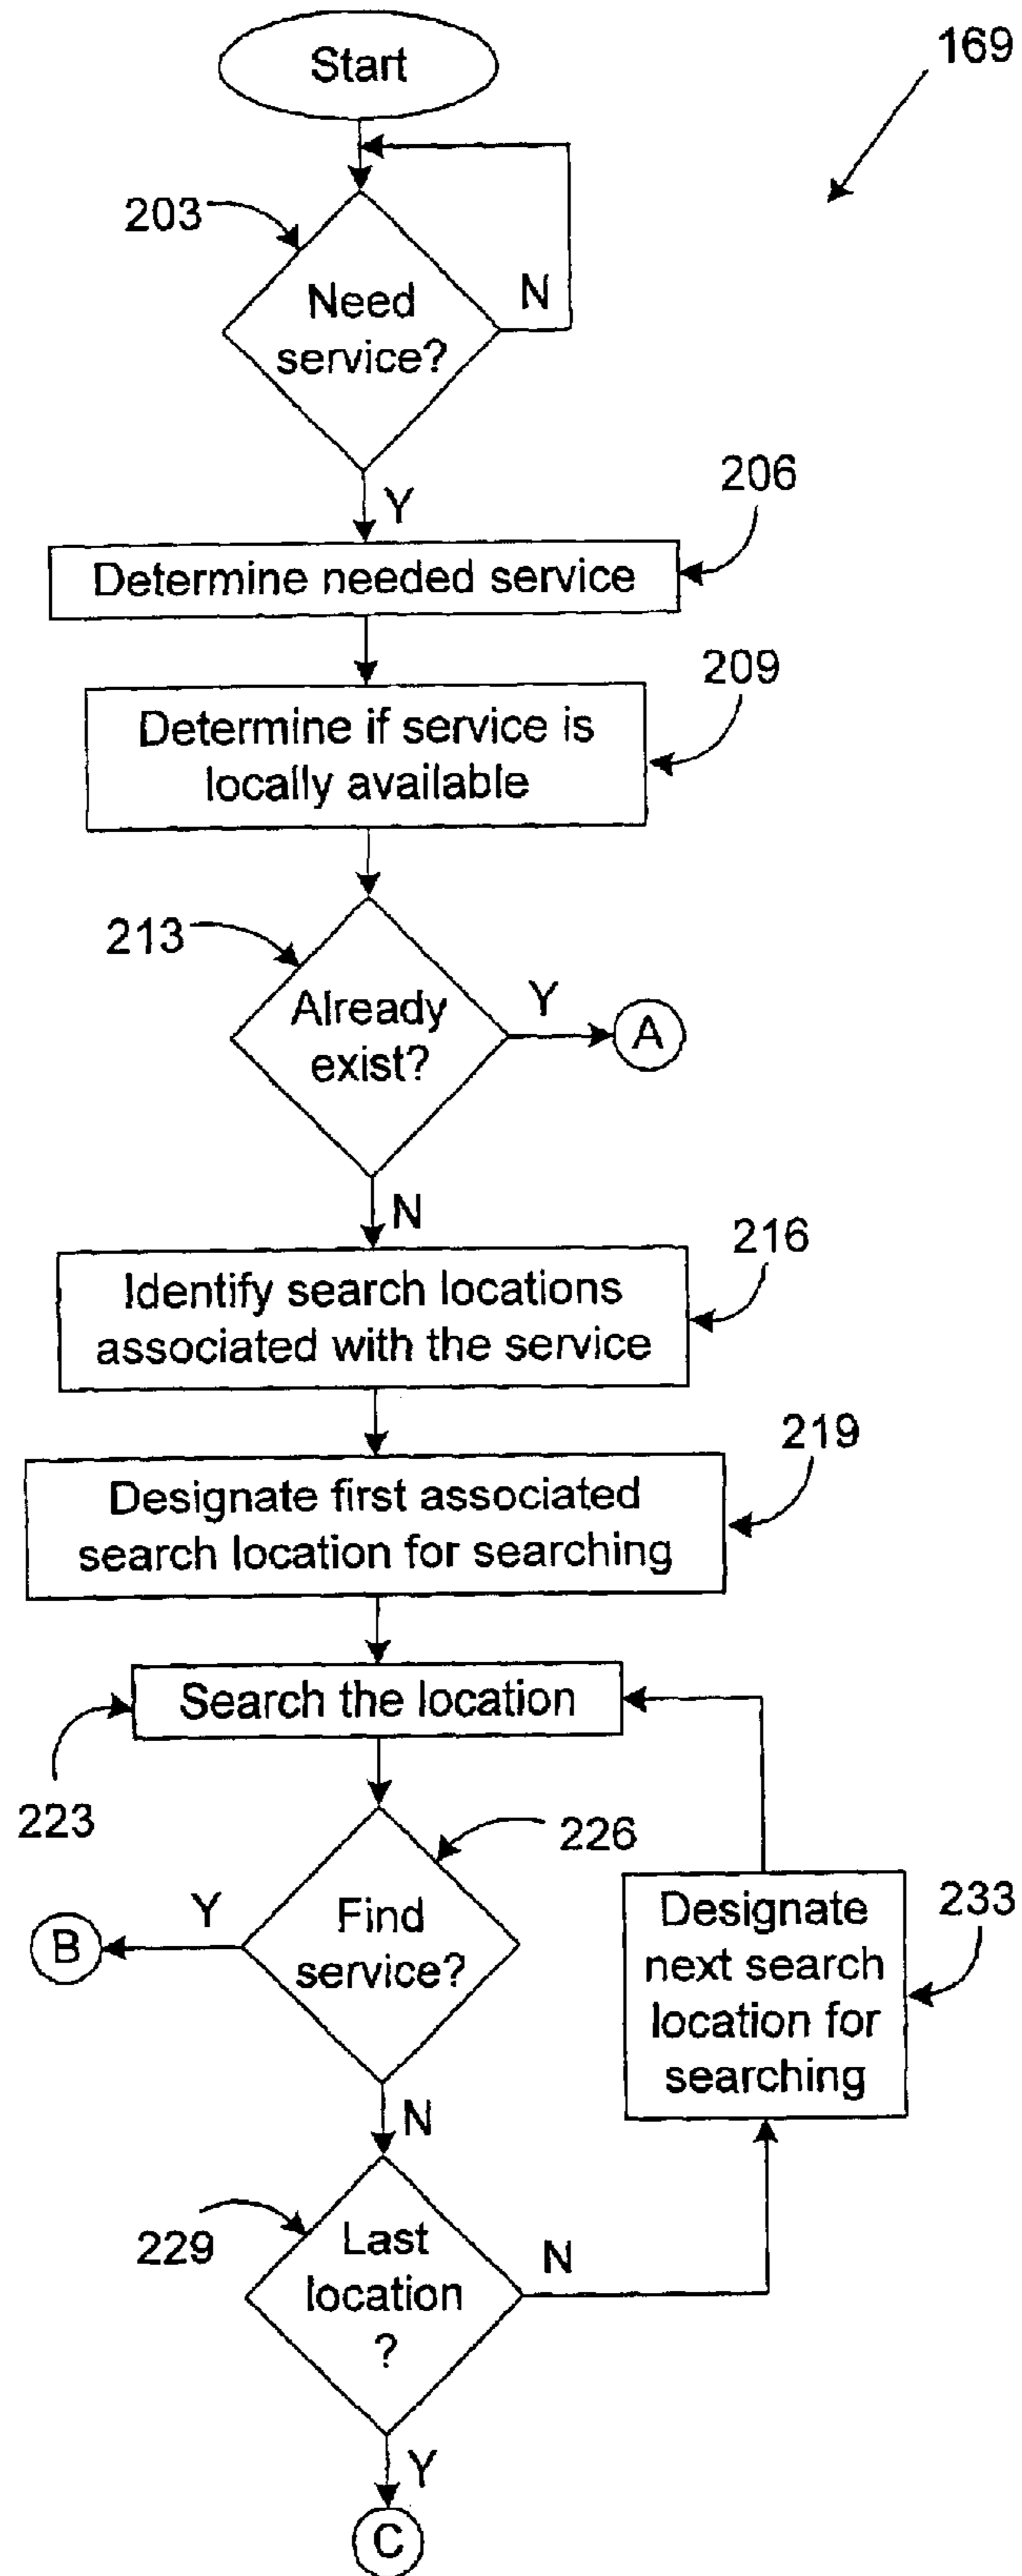 Start
169
203
Need
service?
N
Y
206
Determine needed service
209
Determine if service is
locally available
213
Already
exist?
Y
A
N
216
Identify search locations
associated with the service
219
Designate first associated
search location for searching
Search the location
223
226
Find
service?
Y
B
233
Designate
next search
location for
searching
N
229
Last
location
?
N
Y
C